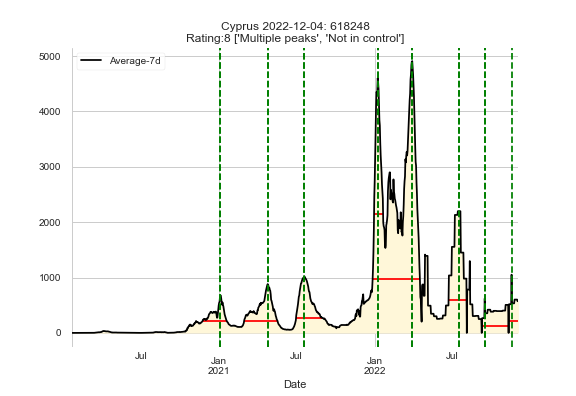 Cyprus 2022-12-04: 618248
Rating:8 ['Multiple peaks', 'Not in control']
Average-7d
5000
4000
3000
2000
1000
0
Jul
Jan
2021
Jul
Jan
2022
Jul
Date